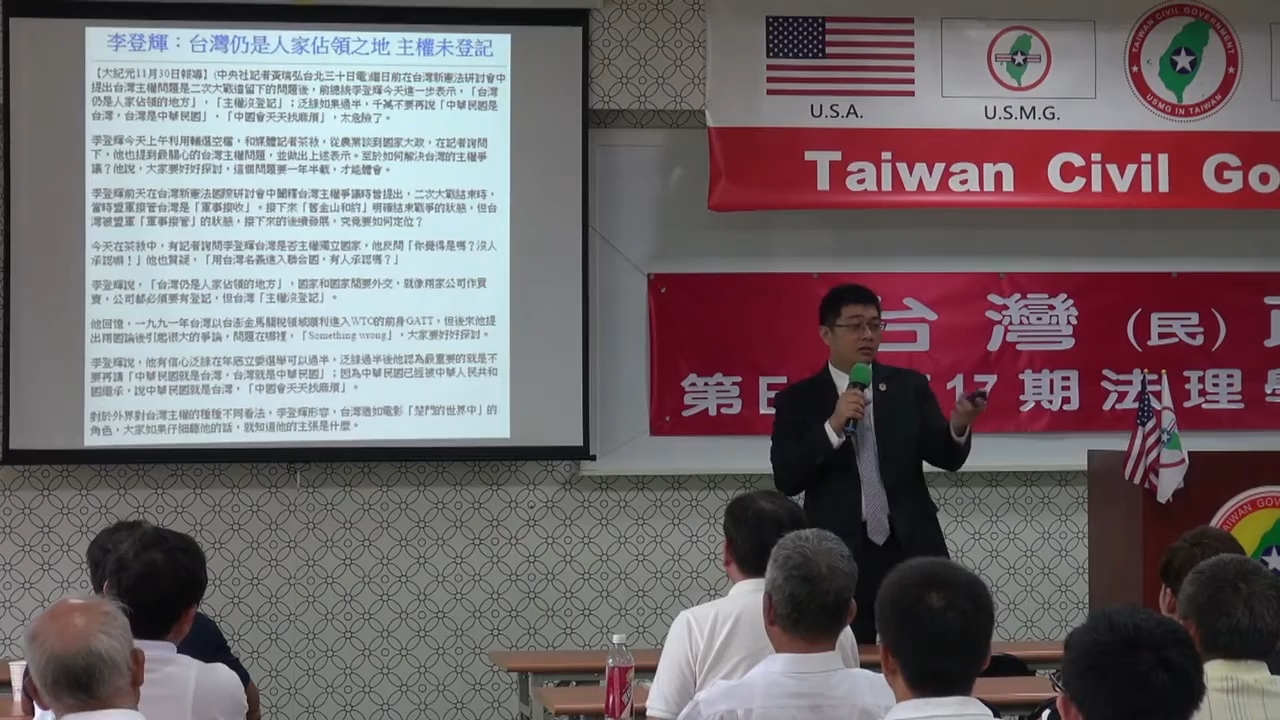 李登輝：台灣仍是人家佔領之地 主權未登記
【大紀元11月30日報導】(中央社記者黃瑞弘台北三十日電)繼日前在台灣新憲法研討會中
提出台灣主權問題是二次大戰遺留下的問題後，前總統李登輝今天進一步表示，「台灣
仍是人家佔領的地方」，「主權沒登記」；泛綠如果過半，千萬不要再說「中華民國是
台灣，台灣是中華民國」，「中國會天天找麻煩」，太危險了。
李登輝今天上午利用輔選空檔，和媒體記者茶敘，從農業談到國家大政，在記者詢問
下，他也提到最關心的台灣主權問題，並做出上述表示。至於如何解決台灣的主權爭
議？他說，大家要好好探討，這個問題要一年半載，才能體會。
李登輝前天在台灣新憲法國際研討會中闡釋台灣主權爭議時曾提出，二次大戰結束時，
當時盟軍接管台灣是「軍事接收」。接下來「舊金山和約」明確結束戰爭的狀態，但台
灣被盟軍「軍事接管」的狀態，接下來的後續發展，究竟要如何定位？
今天在茶敘中，有記者詢問李登輝台灣是否主權獨立國家，他反問「你覺得是嗎？沒人
承認嘛！」他也質疑，「用台灣名義進入聯合國，有人承認嗎？」
李登輝說，「台灣仍是人家佔領的地方」，國家和國家間要外交，就像兩家公司作買
賣，公司都必須要有登記，但台灣「主權沒登記」。
他回憶，一九九一年台灣以台澎金馬關稅領域順利進入WTO的前身GATT，但後來他提
出兩國論後引起很大的爭論，問題在哪裡，「Something wrong」，大家要好好探討。
李登輝說，他有信心泛綠在年底立委選舉可以過半，泛綠過半後他認為最重要的就是不
要再講「中華民國就是台灣，台灣就是中華民國」；因為中華民國已經被中華人民共和
國繼承，說中華民國就是台灣，「中國會天天找麻煩」。
對於外界對台灣主權的種種不同看法，李登輝形容，台灣猶如電影「楚門的世界中」的
角色，大家如果仔細聽他的話，就知道他的主張是什麼。
U.S.A.
U.S.M.G.
TAIWAN CIVIL GOVERNMENT
USMG IN TAIWAN
Taiwan Civil Go
台灣（民）
第 17 期法理學
TAIWAN GOV